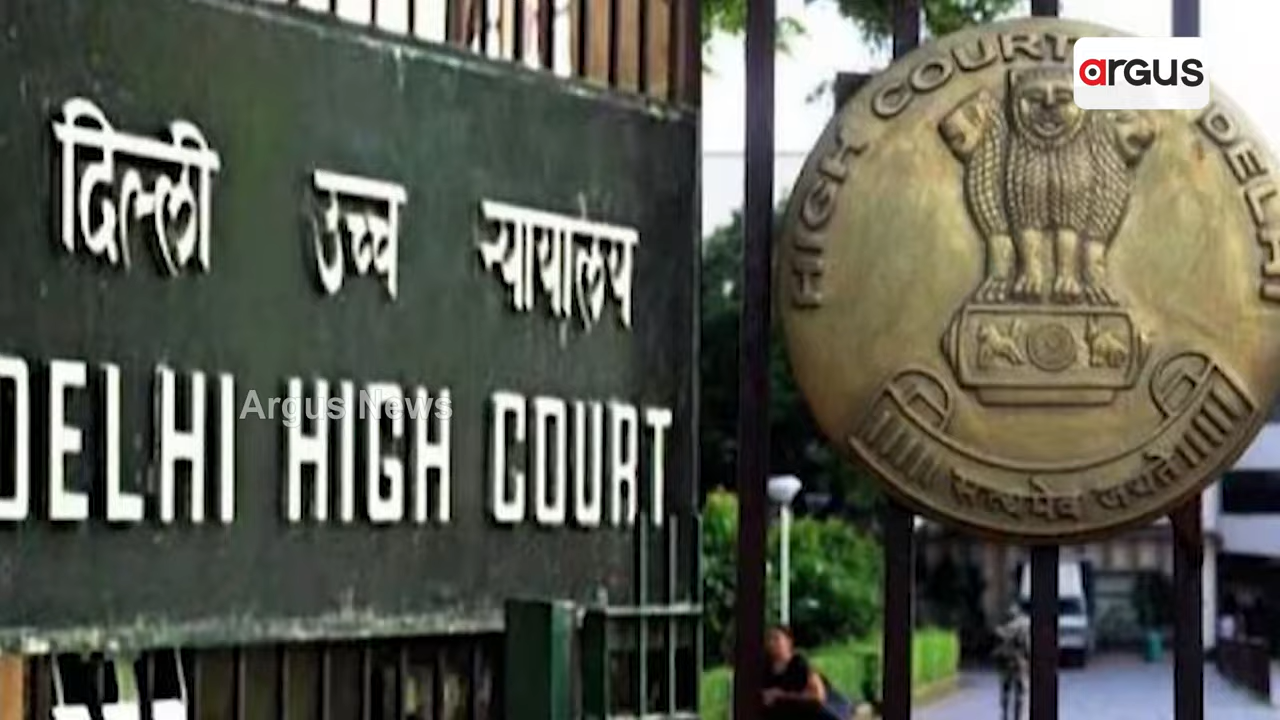 दिल्ली उच्च न्यायालय
DELHI HIGH COURT
Argus News
argus
HIGH COURT DELHI
सत्यमेव जयते